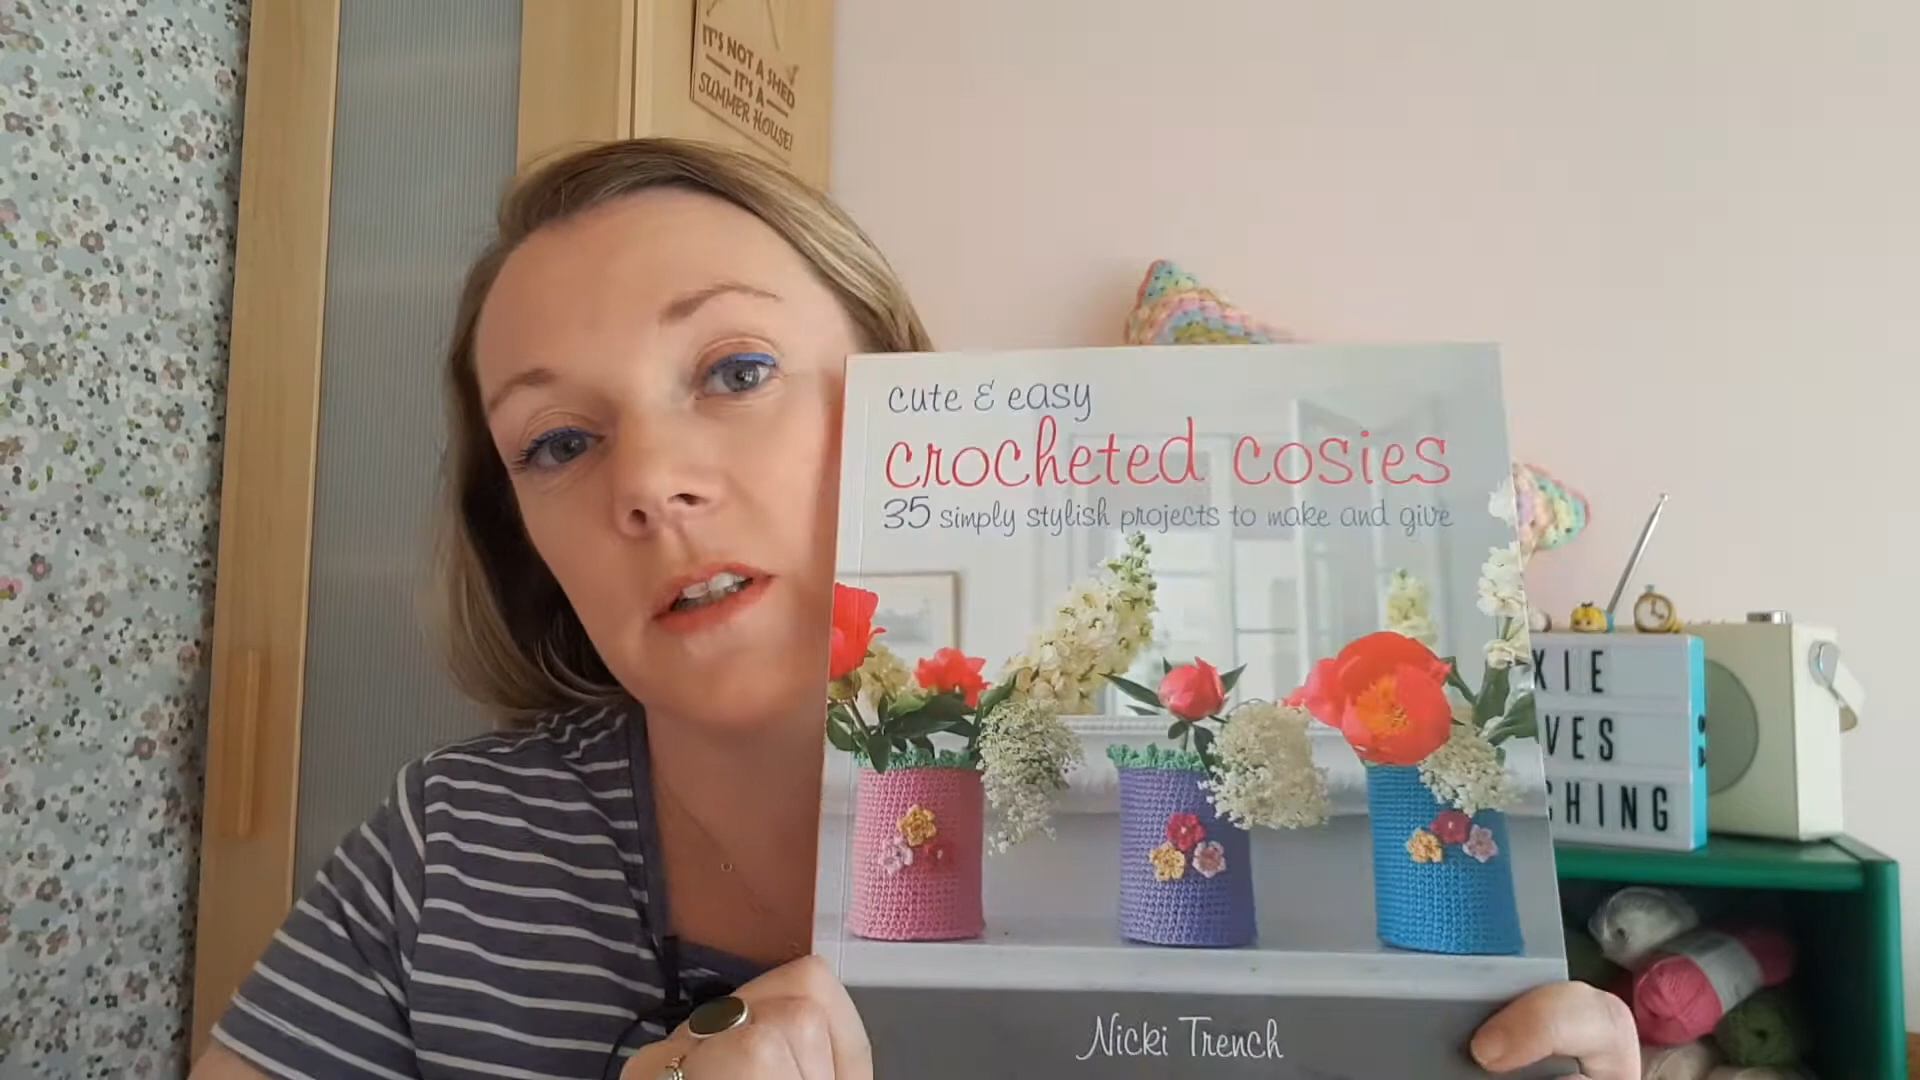 IT'S NOT A SHED
IT'S A
SUMMER HOUSE!
cute & easy
crocheted cosies
35 simply stylish projects to make and give
Nicki Trench
XIE
VES
CHING